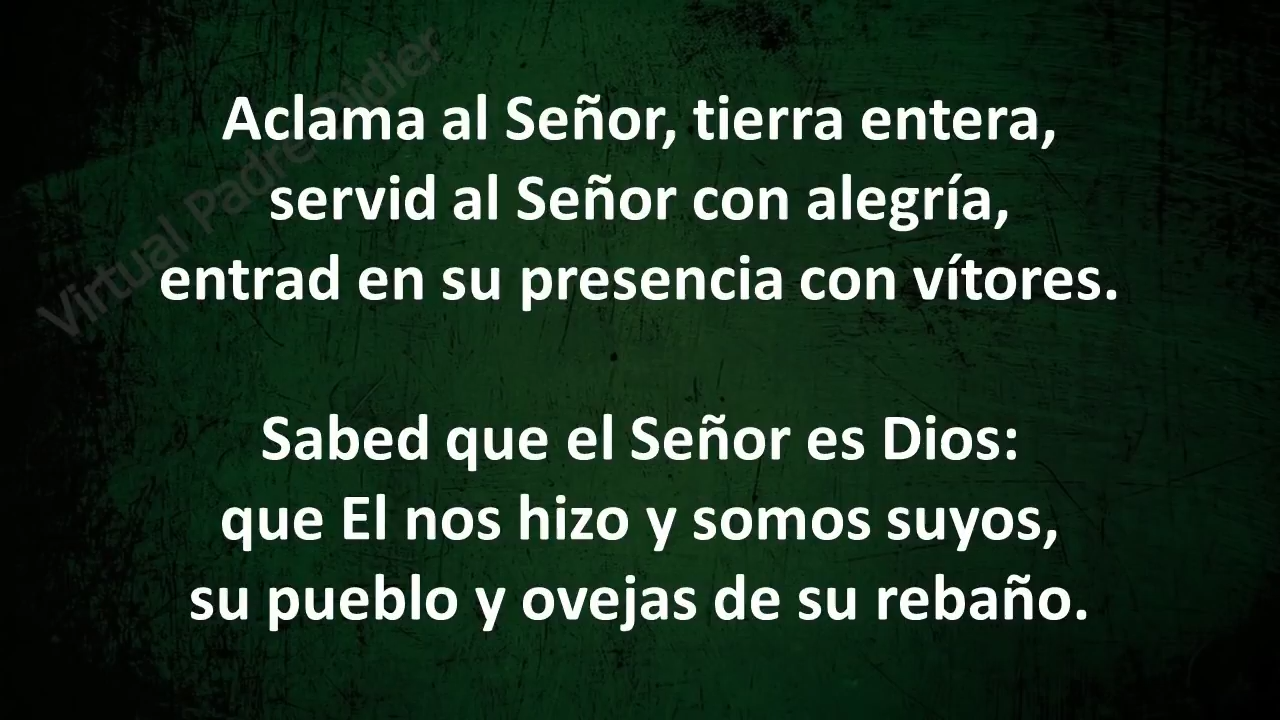 Aclama al Señor, tierra entera,
servid al Señor con alegría,
entrad en su presencia con vítores.
Sabed que el Señor es Dios:
que El nos hizo y somos suyos,
su pueblo y ovejas de su rebaño.
Virtual Padre Didier